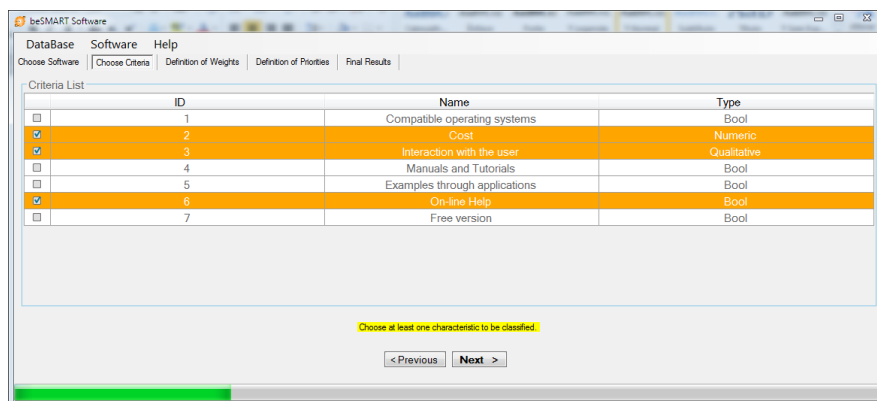 beSMART Software
DataBase Software Help
Choose Software Choose Criteria Definition of Weights Definition of Priorities Final Results
Criteria List
ID Name Type
1 Compatible operating systems Bool
2 Cost Numeric
3 Interaction with the user Qualitative
4 Manuals and Tutorials Bool
5 Examples through applications Bool
6 On-line Help Bool
7 Free version Bool
Choose at least one characteristic to be classified.
< Previous Next >